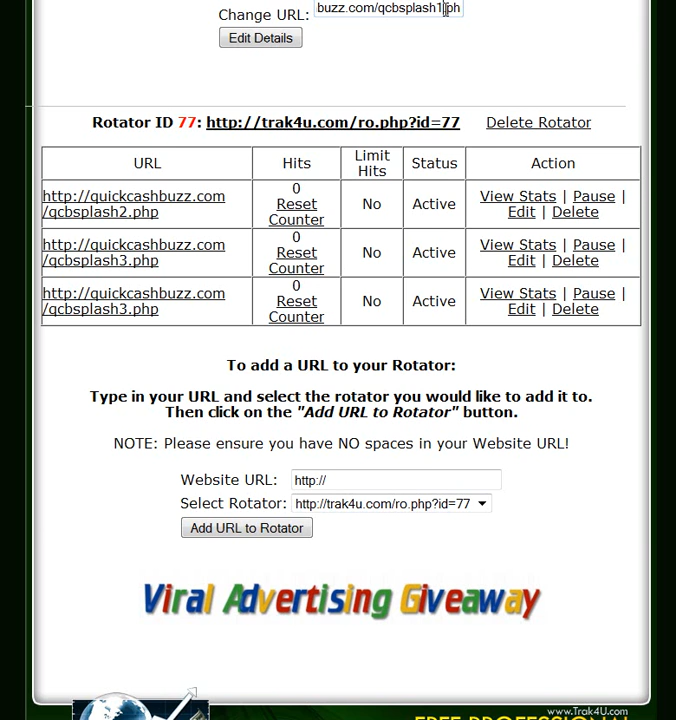 Change URL: buzz.com/qcbsplash1.ph
Edit Details
Rotator ID 77: http://trak4u.com/ro.php?id=77 Delete Rotator
URL Hits Limit Hits Status Action
http://quickcashbuzz.com/qcbsplash2.php 0 Reset Counter No Active View Stats | Pause | Edit | Delete
http://quickcashbuzz.com/qcbsplash3.php 0 Reset Counter No Active View Stats | Pause | Edit | Delete
http://quickcashbuzz.com/qcbsplash3.php 0 Reset Counter No Active View Stats | Pause | Edit | Delete
To add a URL to your Rotator:
Type in your URL and select the rotator you would like to add it to.
Then click on the "Add URL to Rotator" button.
NOTE: Please ensure you have NO spaces in your Website URL!
Website URL: http://
Select Rotator: http://trak4u.com/ro.php?id=77
Add URL to Rotator
Viral Advertising Giveaway
www.Trak4U.com